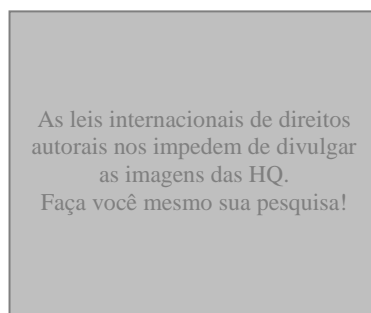 As leis internacionais de direitos
autorais nos impedem de divulgar
as imagens das HQ.
Faça você mesmo sua pesquisa!